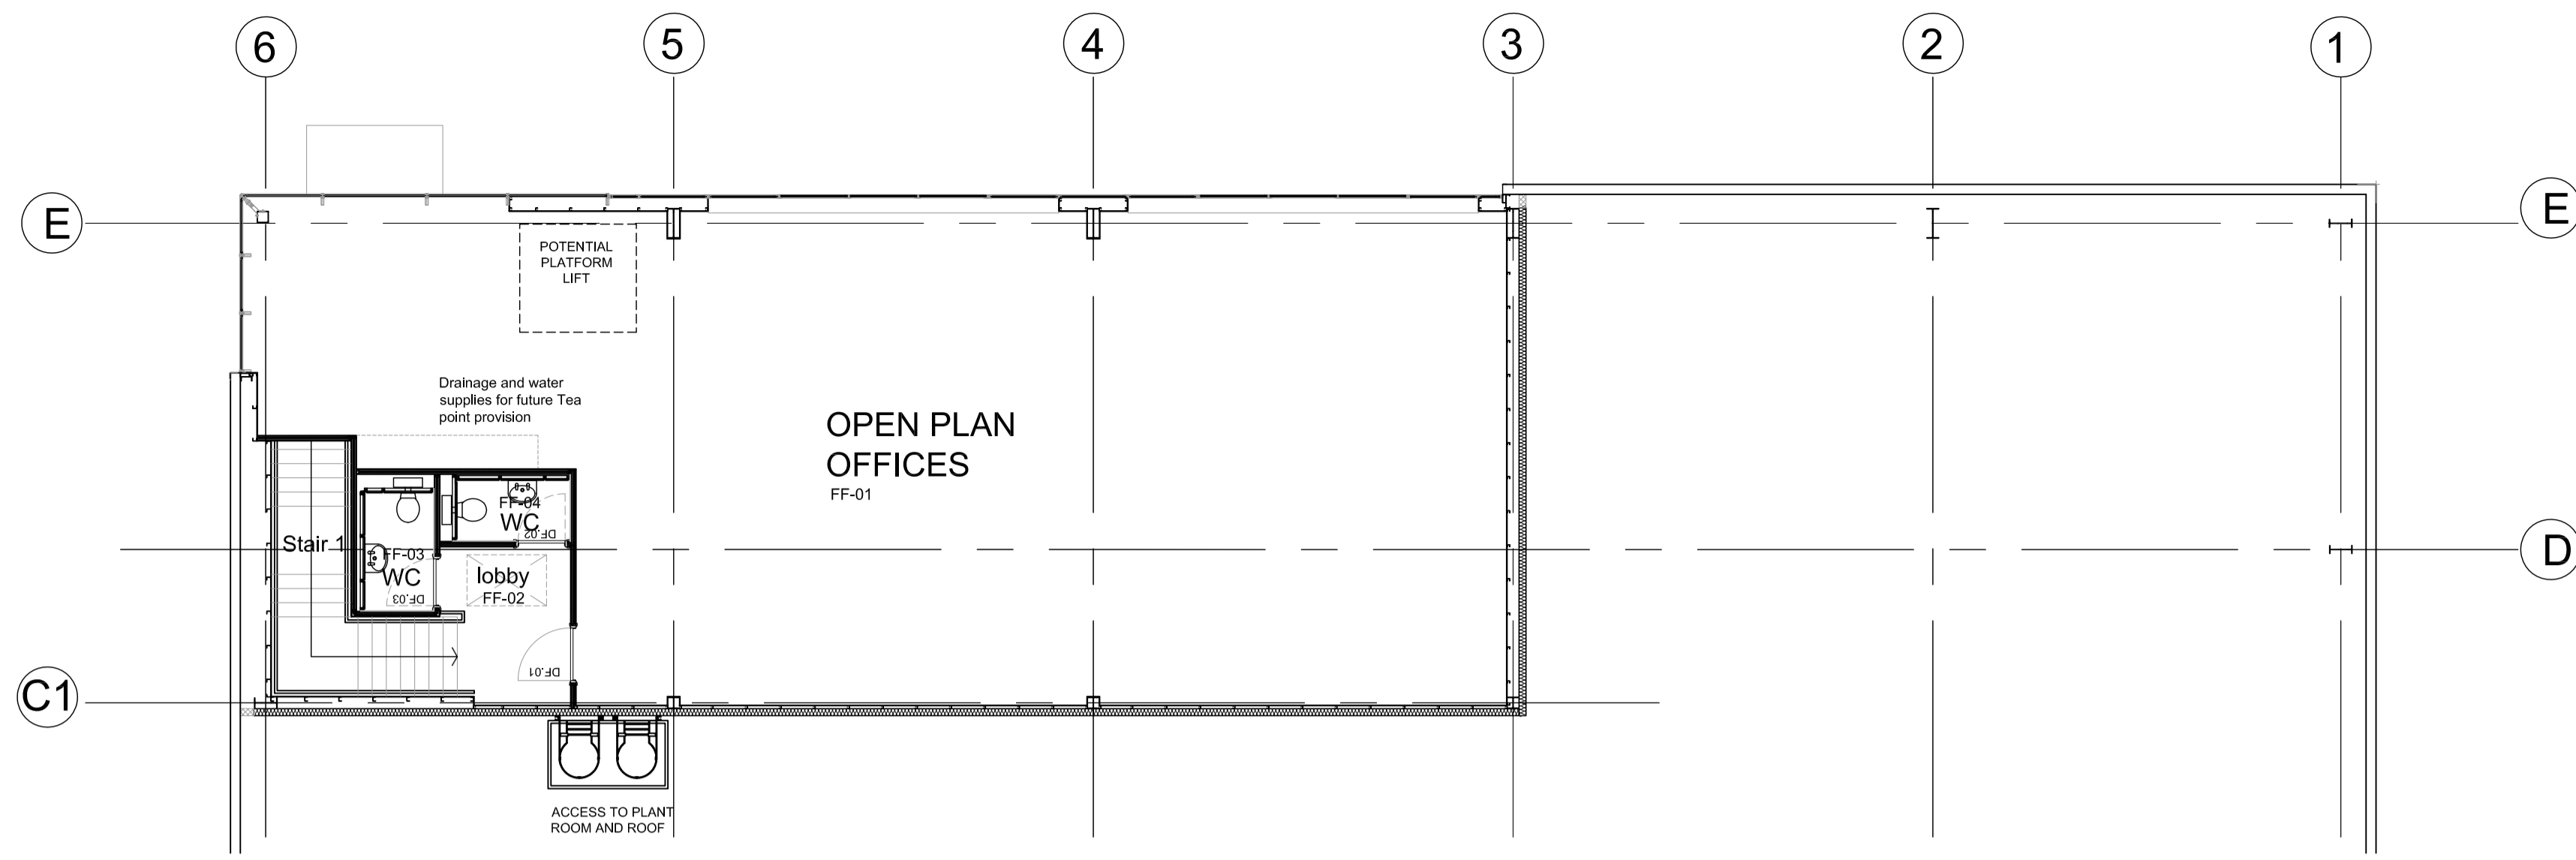 6
5
4
3
2
1
E
E
POTENTIAL
PLATFORM
LIFT
Drainage and water
supplies for future Tea
point provision
OPEN PLAN
OFFICES
FF-01
FF-04
WC
DF.02
Stair 1
FF-03
WC
DF.03
lobby
FF-02
D
DF.01
C1
ACCESS TO PLANT
ROOM AND ROOF